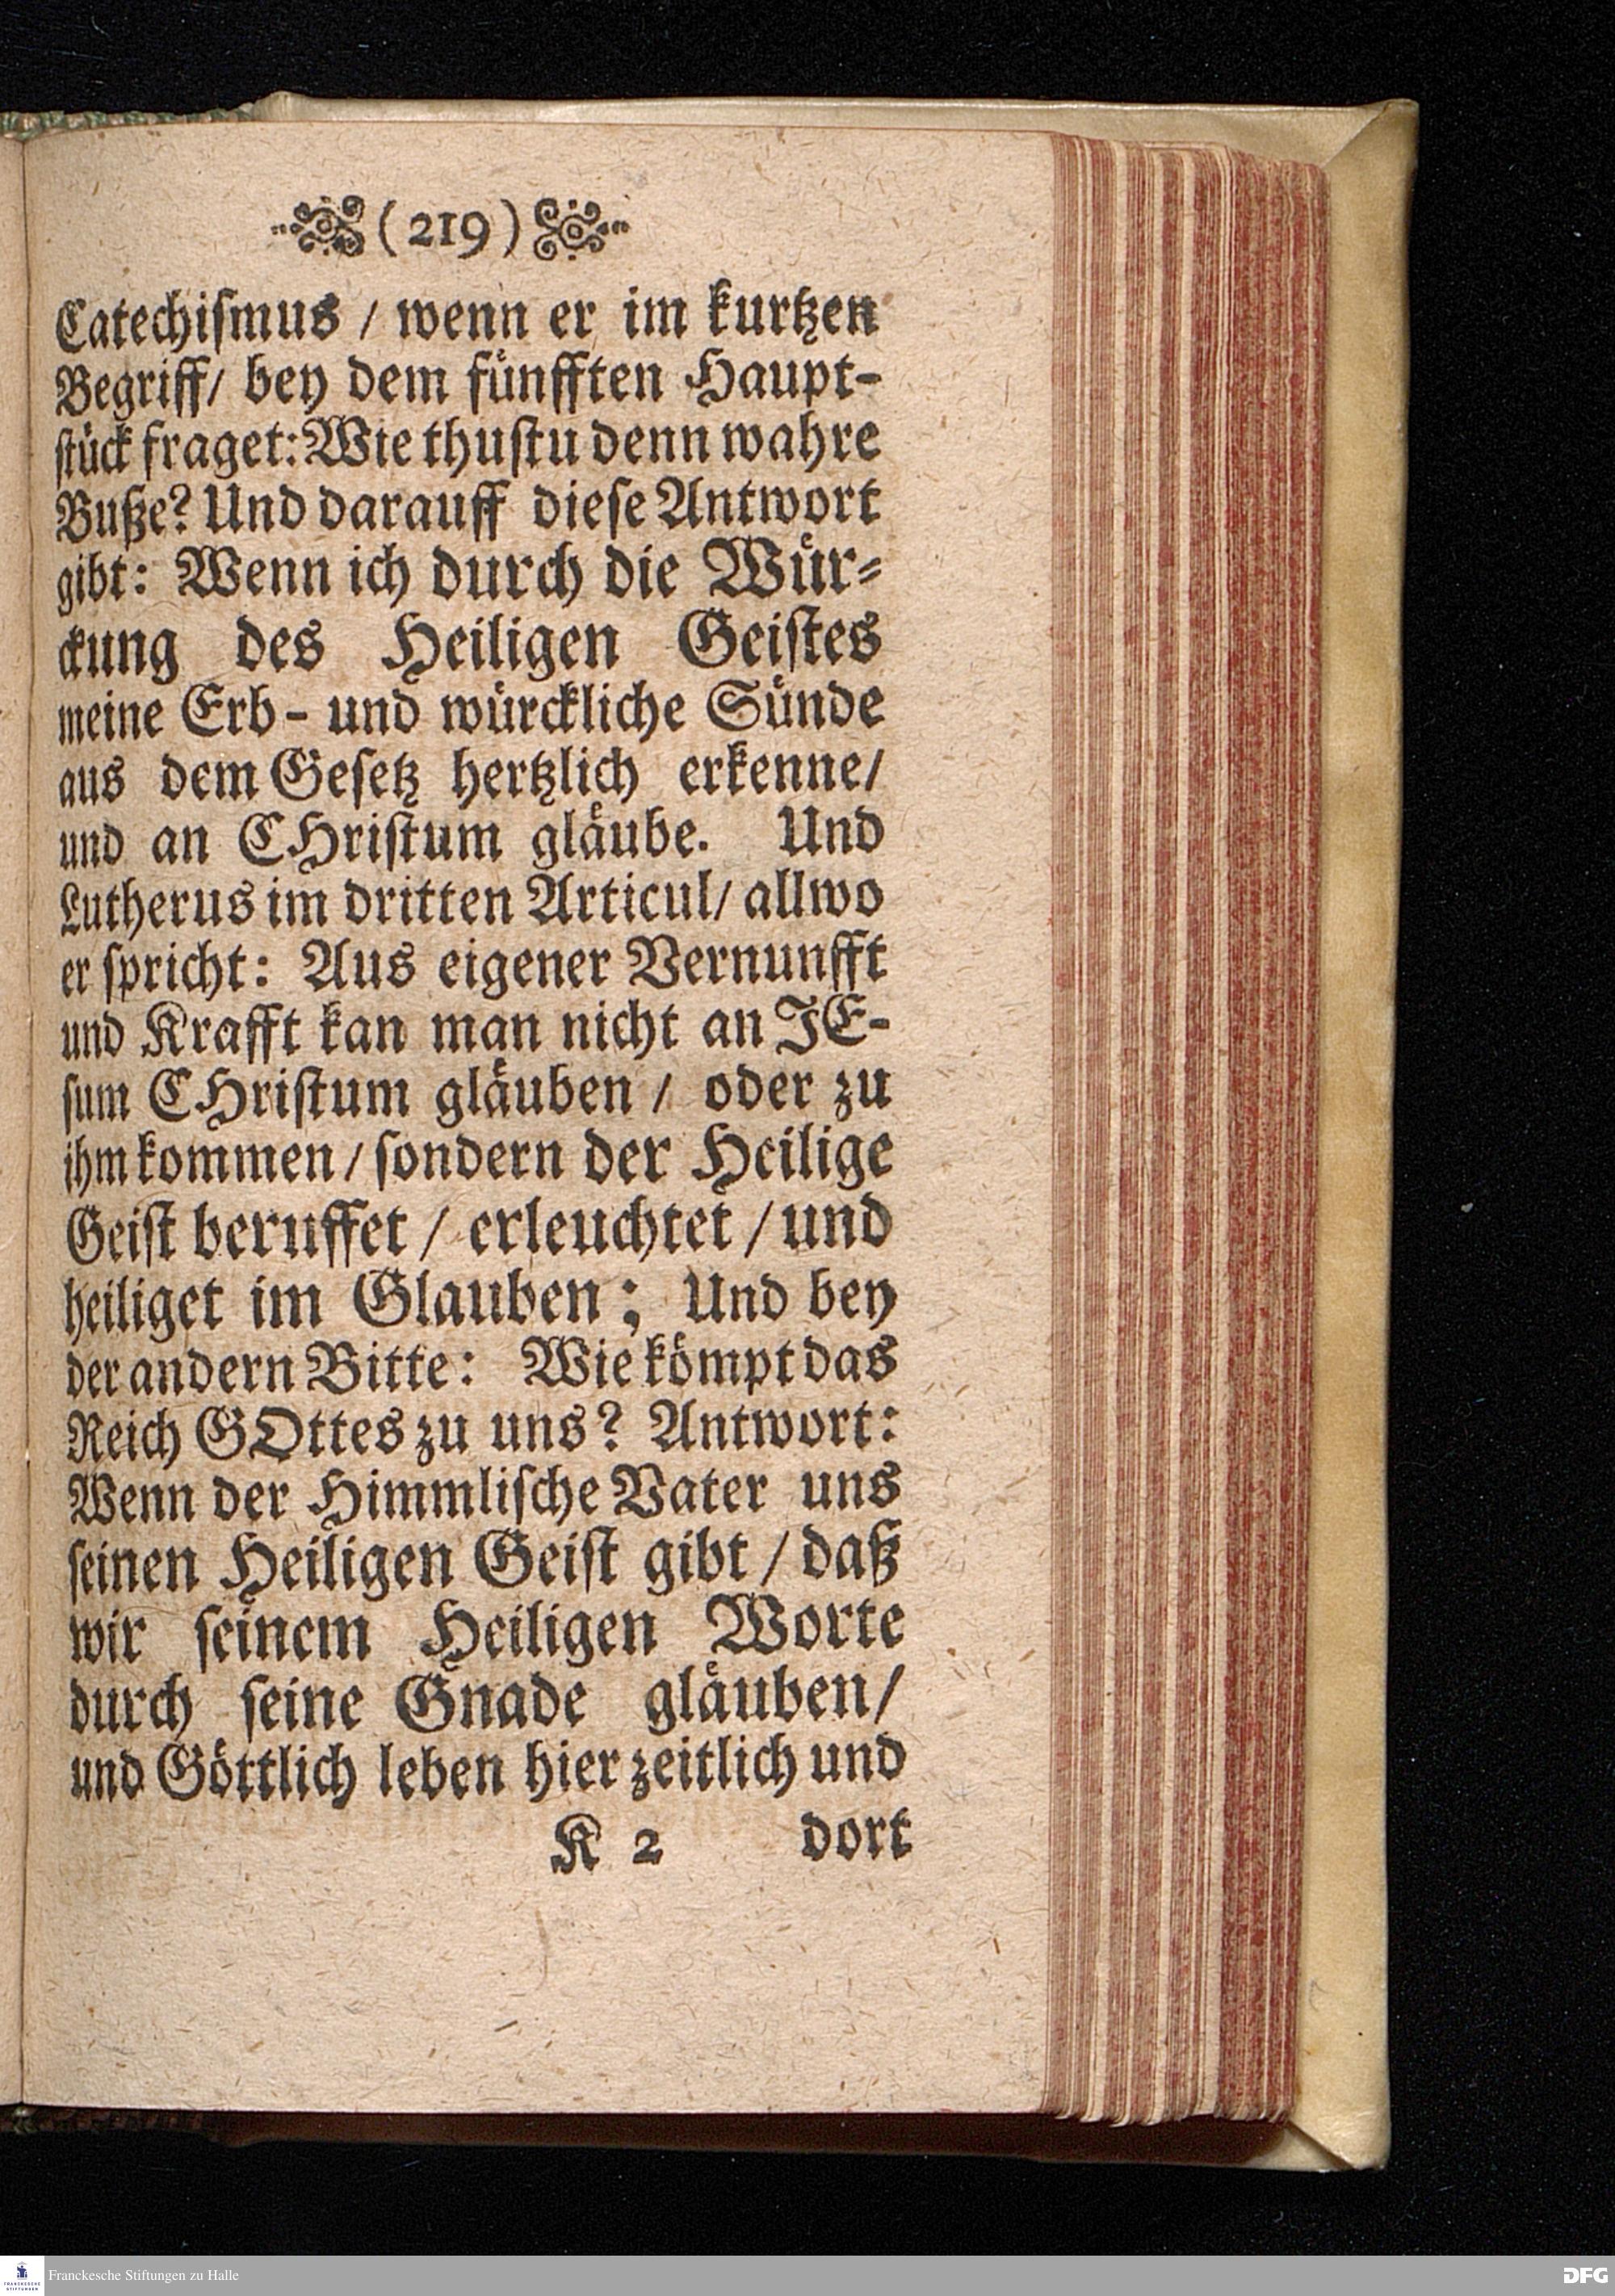 (219)
Catechiſmus / wenn er im kurtzen
Begriff/ bey dem fünfften Haupt-
ſtück fraget: Wie thuſtu denn wahre
Buße? Und darauff dieſe Antwort
gibt: Wenn ich durch die Wür-
ckung des Heiligen Geiſtes
meine Erb- und würckliche Sünde
aus dem Geſetz hertzlich erkenne/
und an CHriſtum gläube. Und
Lutherus im dritten Articul/ allwo
er ſpricht: Aus eigener Vernunfft
und Krafft kan man nicht an JE-
ſum CHriſtum gläuben / oder zu
ihm kommen / ſondern der Heilige
Geiſt beruffet / erleuchtet / und
heiliget im Glauben; Und bey
der andern Bitte: Wie kömpt das
Reich GOttes zu uns? Antwort:
Wenn der Himmliſche Vater uns
ſeinen Heiligen Geiſt gibt / daß
wir ſeinem Heiligen Worte
durch ſeine Gnade gläuben/
und Göttlich leben hier zeitlich und
K 2 dort
Franckesche Stiftungen zu Halle
FRANCKESCHE STIFTUNGEN
DFG